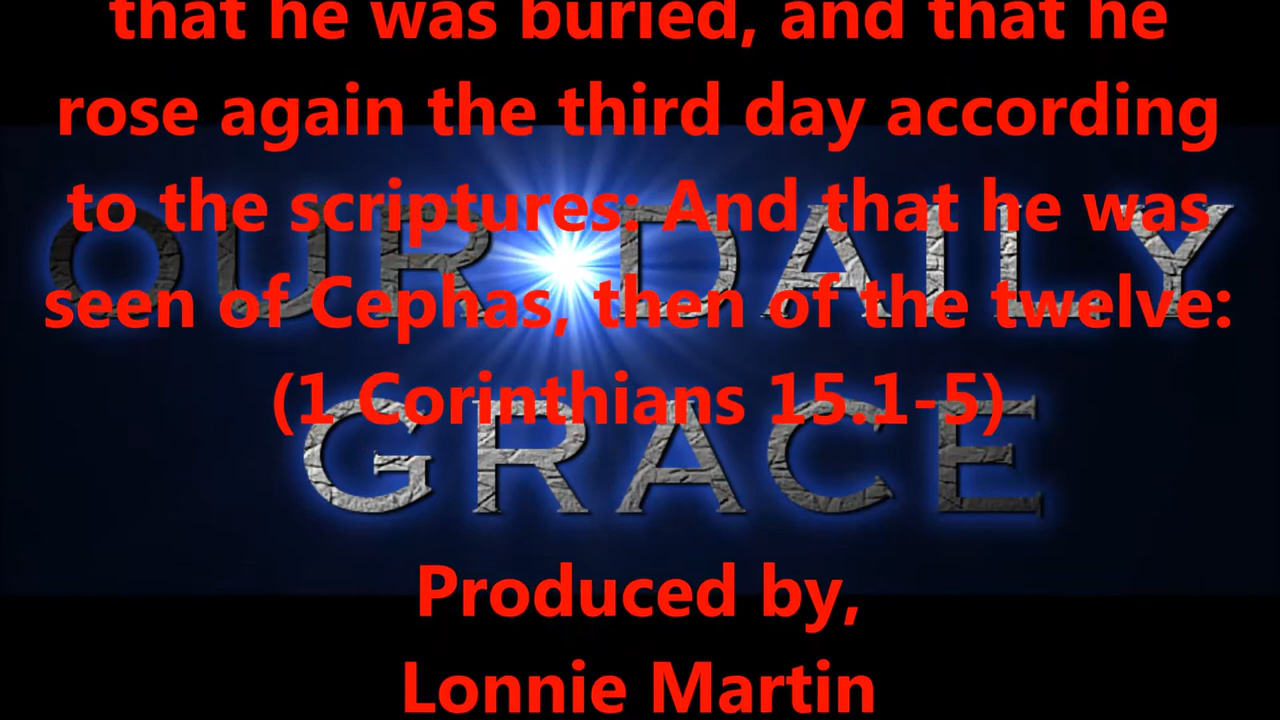 that he was buried, and that he
rose again the third day according
to the scriptures: And that he was
seen of Cephas, then of the twelve:
(1 Corinthians 15.1-5)
Produced by,
Lonnie Martin
OUR DAILY
GRACE